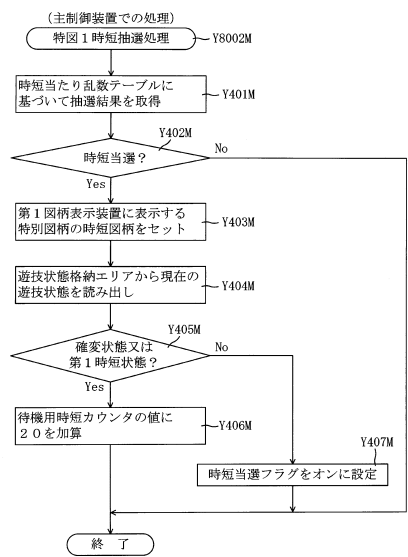 （主制御装置での処理）
特図１時短抽選処理
Y8002M
時短当たり乱数テーブルに
基づいて抽選結果を取得
Y401M
Y402M
時短当選？
No
Yes
第１図柄表示装置に表示する
特別図柄の時短図柄をセット
Y403M
遊技状態格納エリアから現在の
遊技状態を読み出し
Y404M
Y405M
確変状態又は
第１時短状態？
No
Yes
待機用時短カウンタの値に
２０を加算
Y406M
Y407M
時短当選フラグをオンに設定
終 了